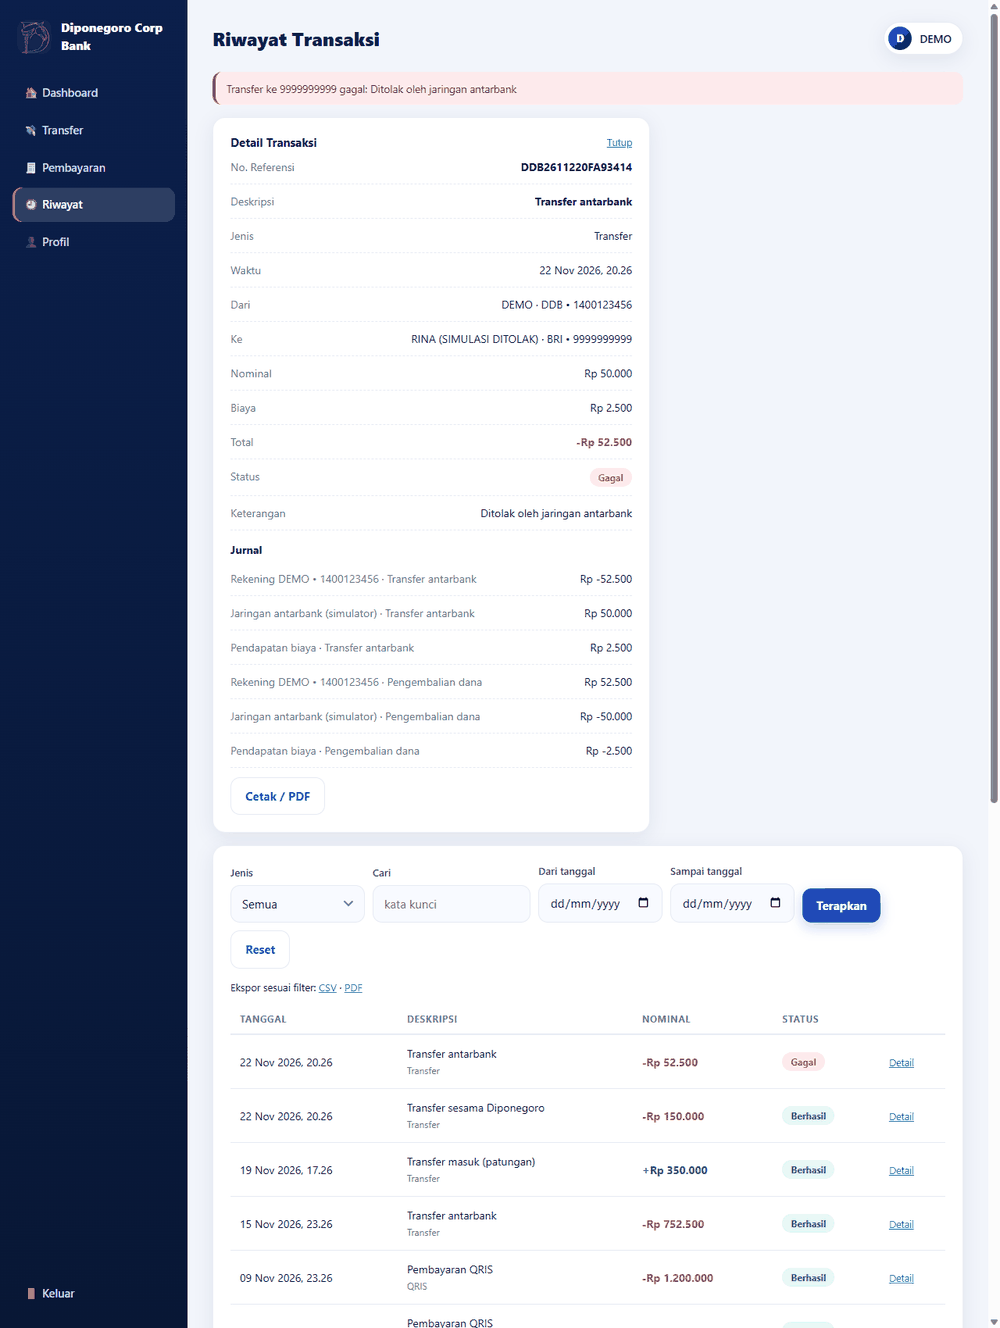 Diponegoro Corp
Bank
Dashboard
Transfer
Pembayaran
Riwayat
Profil
Keluar
Riwayat Transaksi
D DEMO
Transfer ke 9999999999 gagal: Ditolak oleh jaringan antarbank
Detail Transaksi Tutup
No. Referensi DDB2611220FA93414
Deskripsi Transfer antarbank
Jenis Transfer
Waktu 22 Nov 2026, 20.26
Dari DEMO · DDB • 1400123456
Ke RINA (SIMULASI DITOLAK) · BRI • 9999999999
Nominal Rp 50.000
Biaya Rp 2.500
Total -Rp 52.500
Status Gagal
Keterangan Ditolak oleh jaringan antarbank
Jurnal
Rekening DEMO • 1400123456 · Transfer antarbank Rp -52.500
Jaringan antarbank (simulator) · Transfer antarbank Rp 50.000
Pendapatan biaya · Transfer antarbank Rp 2.500
Rekening DEMO • 1400123456 · Pengembalian dana Rp 52.500
Jaringan antarbank (simulator) · Pengembalian dana Rp -50.000
Pendapatan biaya · Pengembalian dana Rp -2.500
Cetak / PDF
Jenis Cari Dari tanggal Sampai tanggal
Semua kata kunci dd/mm/yyyy dd/mm/yyyy Terapkan
Reset
Ekspor sesuai filter: CSV · PDF
TANGGAL DESKRIPSI NOMINAL STATUS
22 Nov 2026, 20.26 Transfer antarbank -Rp 52.500 Gagal Detail
Transfer
22 Nov 2026, 20.26 Transfer sesama Diponegoro -Rp 150.000 Berhasil Detail
Transfer
19 Nov 2026, 17.26 Transfer masuk (patungan) +Rp 350.000 Berhasil Detail
Transfer
15 Nov 2026, 23.26 Transfer antarbank -Rp 752.500 Berhasil Detail
Transfer
09 Nov 2026, 23.26 Pembayaran QRIS -Rp 1.200.000 Berhasil Detail
QRIS
Pembayaran QRIS